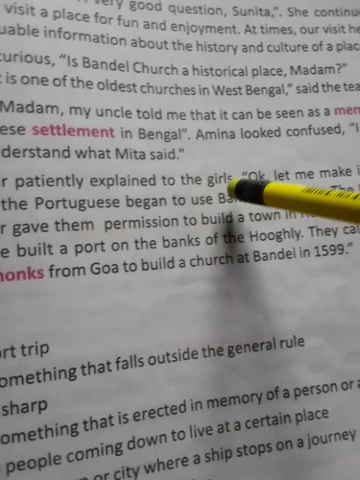 very good question, Sunita,". She continu
visit a place for fun and enjoyment. At times, our visit he
uable information about the history and culture of a plac
urious, "Is Bandel Church a historical place, Madam?"
t is one of the oldest churches in West Bengal," said the tea
Madam, my uncle told me that it can be seen as a mem
ese settlement in Bengal". Amina looked confused, "I
derstand what Mita said."
r patiently explained to the girls, "Ok, let me make i
the Portuguese began to use Ba
r gave them permission to build a town in
e built a port on the banks of the Hooghly. They cal
nonks from Goa to build a church at Bandel in 1599."
rt trip
omething that falls outside the general rule
sharp
omething that is erected in memory of a person or a
people coming down to live at a certain place
or city where a ship stops on a journey